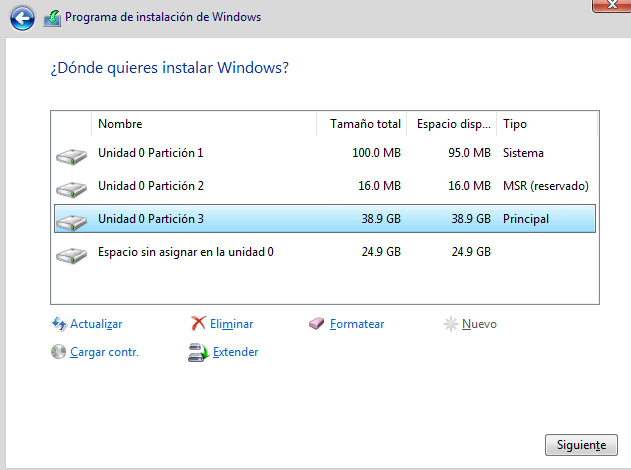 Programa de instalación de Windows
¿Dónde quieres instalar Windows?
Nombre Tamaño total Espacio disp... Tipo
Unidad 0 Partición 1 100.0 MB 95.0 MB Sistema
Unidad 0 Partición 2 16.0 MB 16.0 MB MSR (reservado)
Unidad 0 Partición 3 38.9 GB 38.9 GB Principal
Espacio sin asignar en la unidad 0 24.9 GB 24.9 GB
Actualizar Eliminar Formatear Nuevo
Cargar contr. Extender
Siguiente